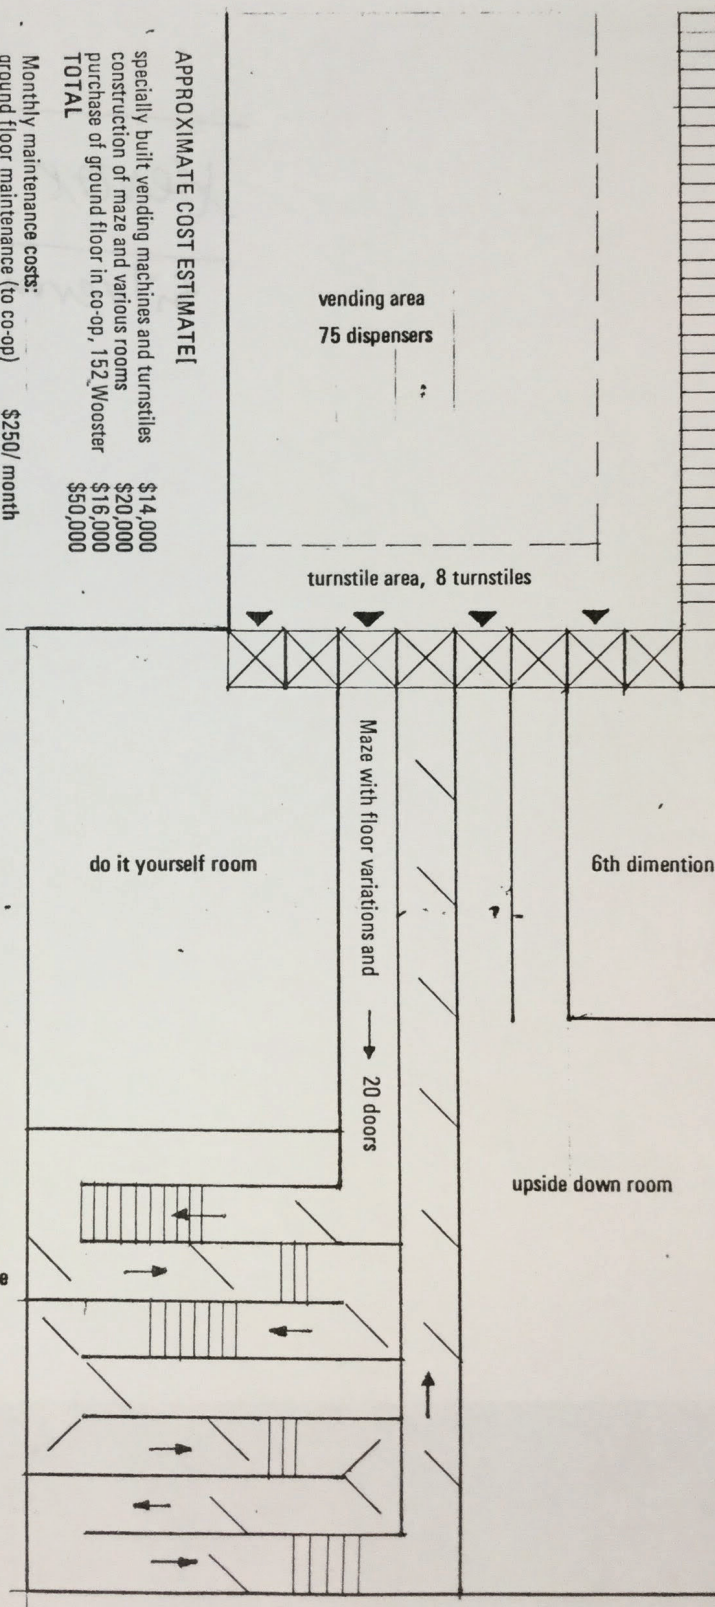 APPROXIMATE COST ESTIMATE[
specially built vending machines and turnstiles $14,000
construction of maze and various rooms $20,000
purchase of ground floor in co-op, 152 Wooster $16,000
TOTAL $50,000
Monthly maintenance costs:
ground floor maintenance (to co-op) $250/ month
vending area
75 dispensers
turnstile area, 8 turnstiles
Maze with floor variations and → 20 doors
do it yourself room
6th dimention
upside down room
e